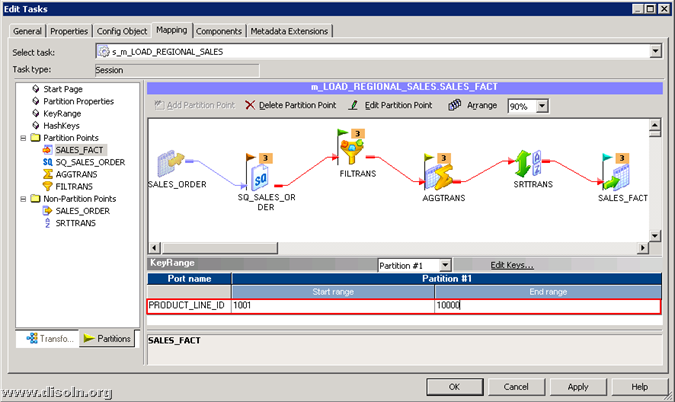 Edit Tasks
General Properties Config Object Mapping Components Metadata Extensions
Select task: s_m_LOAD_REGIONAL_SALES
Task type: Session
Start Page
Partition Properties
KeyRange
HashKeys
Partition Points
SALES_FACT
SQ_SALES_ORDER
AGGTRANS
FILTRANS
Non-Partition Points
SALES_ORDER
SRTTRANS
Transfo... Partitions
m_LOAD_REGIONAL_SALES.SALES_FACT
Add Partition Point Delete Partition Point Edit Partition Point Arrange 90%
3
FILTRANS
SALES_ORDER
3
SQ
SQ_SALES_OR
DER
3
AGGTRANS
SRTTRANS
3
SALES_FACT
KeyRange Partition #1 Edit Keys...
Port name Partition #1
Start range End range
PRODUCT_LINE_ID 1001 10000
SALES_FACT
OK Cancel Apply Help
www.disoln.org